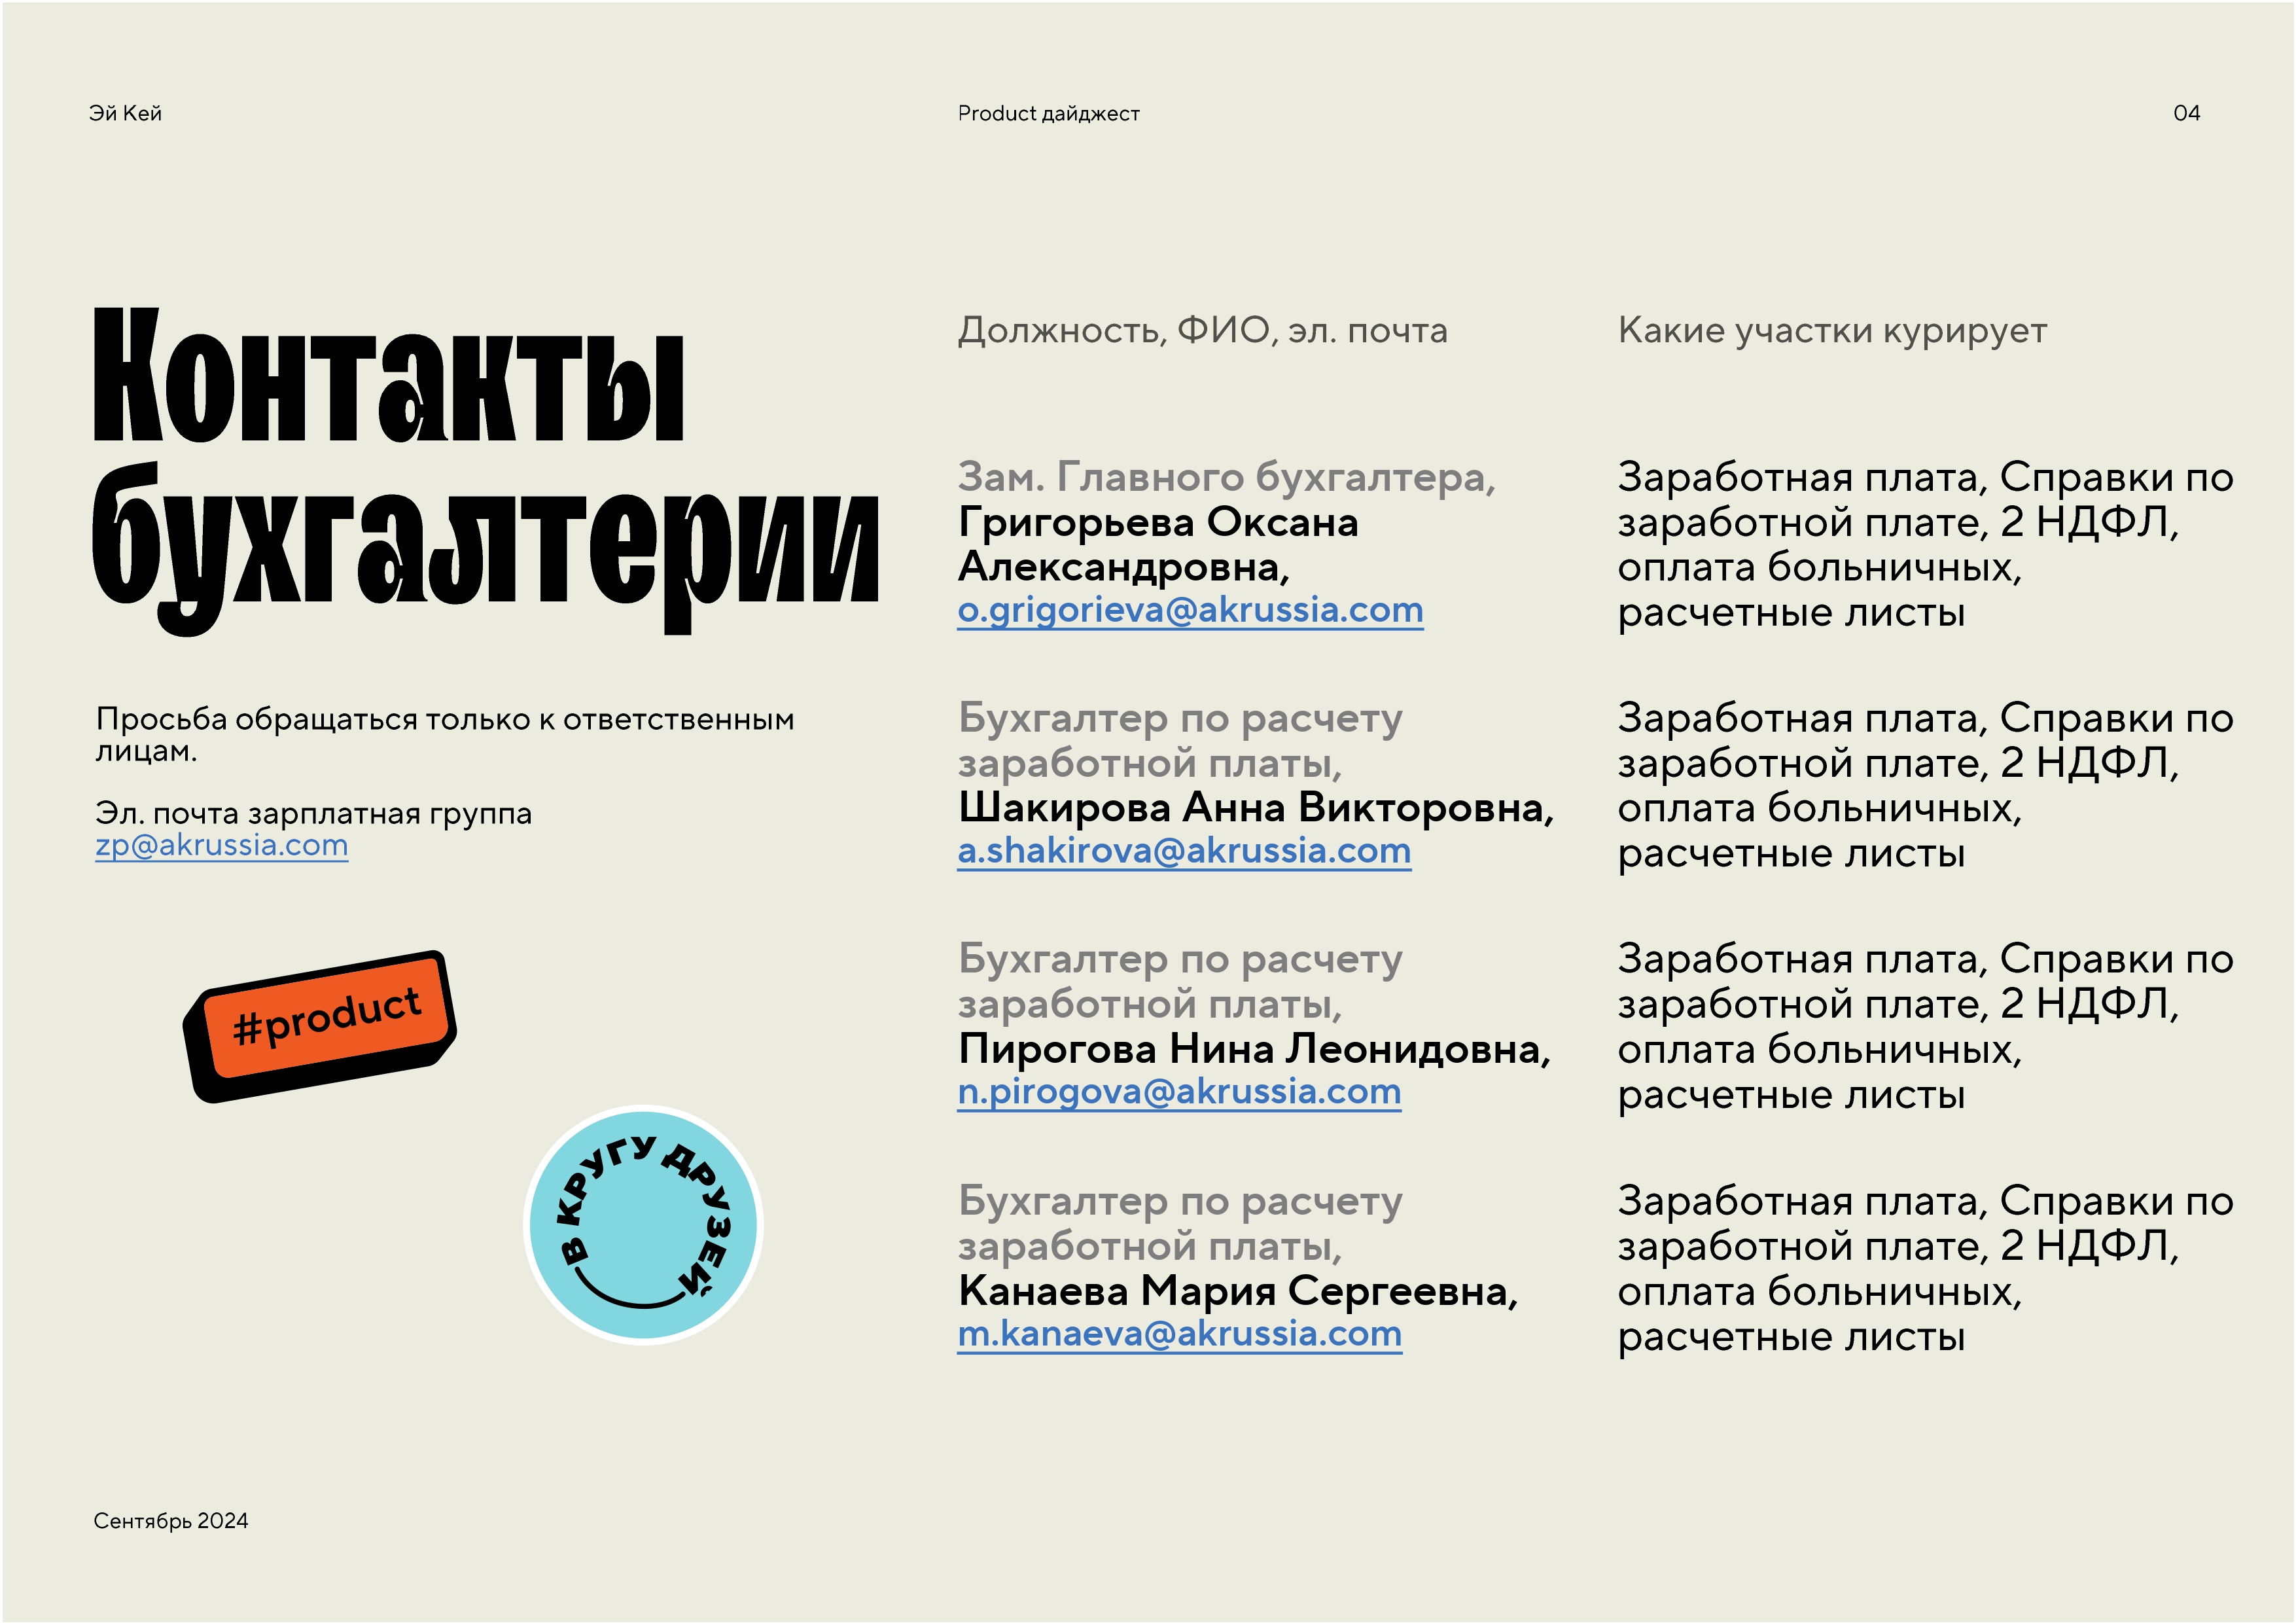 Эй Кей
Product дайджест
04
Контакты
бухгалтерии
Просьба обращаться только к ответственным
лицам.
Эл. почта зарплатная группа
zp@akrussia.com
#product
В КРУГУ ДРУЗЕЙ
Должность, ФИО, эл. почта
Какие участки курирует
Зам. Главного бухгалтера,
Григорьева Оксана
Александровна,
o.grigorieva@akrussia.com
Заработная плата, Справки по
заработной плате, 2 НДФЛ,
оплата больничных,
расчетные листы
Бухгалтер по расчету
заработной платы,
Шакирова Анна Викторовна,
a.shakirova@akrussia.com
Заработная плата, Справки по
заработной плате, 2 НДФЛ,
оплата больничных,
расчетные листы
Бухгалтер по расчету
заработной платы,
Пирогова Нина Леонидовна,
n.pirogova@akrussia.com
Заработная плата, Справки по
заработной плате, 2 НДФЛ,
оплата больничных,
расчетные листы
Бухгалтер по расчету
заработной платы,
Канаева Мария Сергеевна,
m.kanaeva@akrussia.com
Заработная плата, Справки по
заработной плате, 2 НДФЛ,
оплата больничных,
расчетные листы
Сентябрь 2024